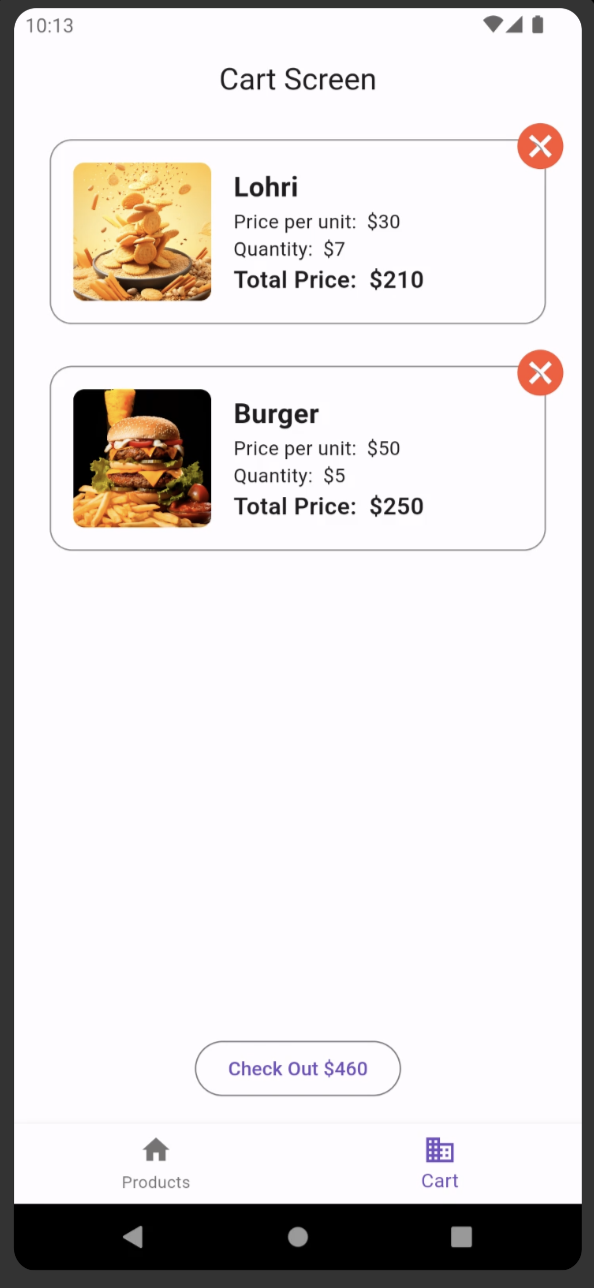 10:13
Cart Screen
Lohri
Price per unit: $30
Quantity: $7
Total Price: $210
Burger
Price per unit: $50
Quantity: $5
Total Price: $250
Check Out $460
Products
Cart